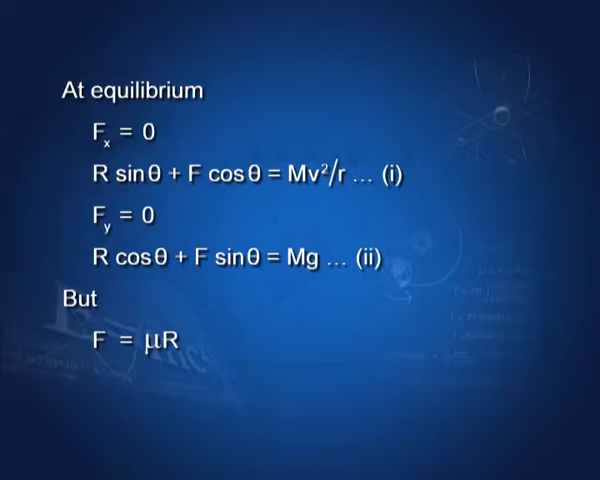 At equilibrium
Fx = 0
R sinθ + F cosθ = Mv²/r ... (i)
Fy = 0
R cosθ + F sinθ = Mg ... (ii)
But
F = μR